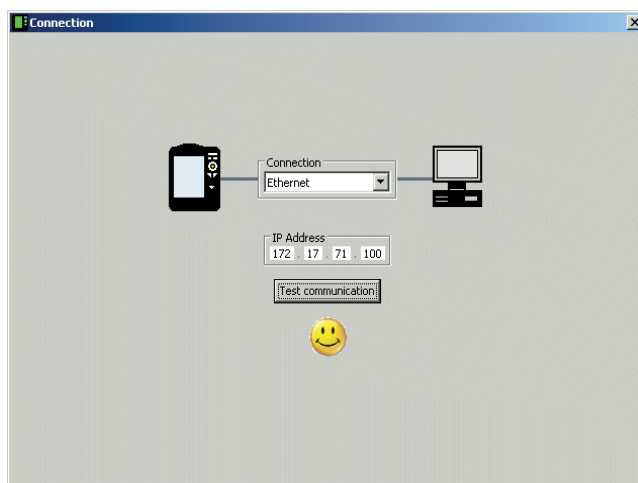 Connection
Connection
Ethernet
IP Address
172 . 17 . 71 . 100
Test communication